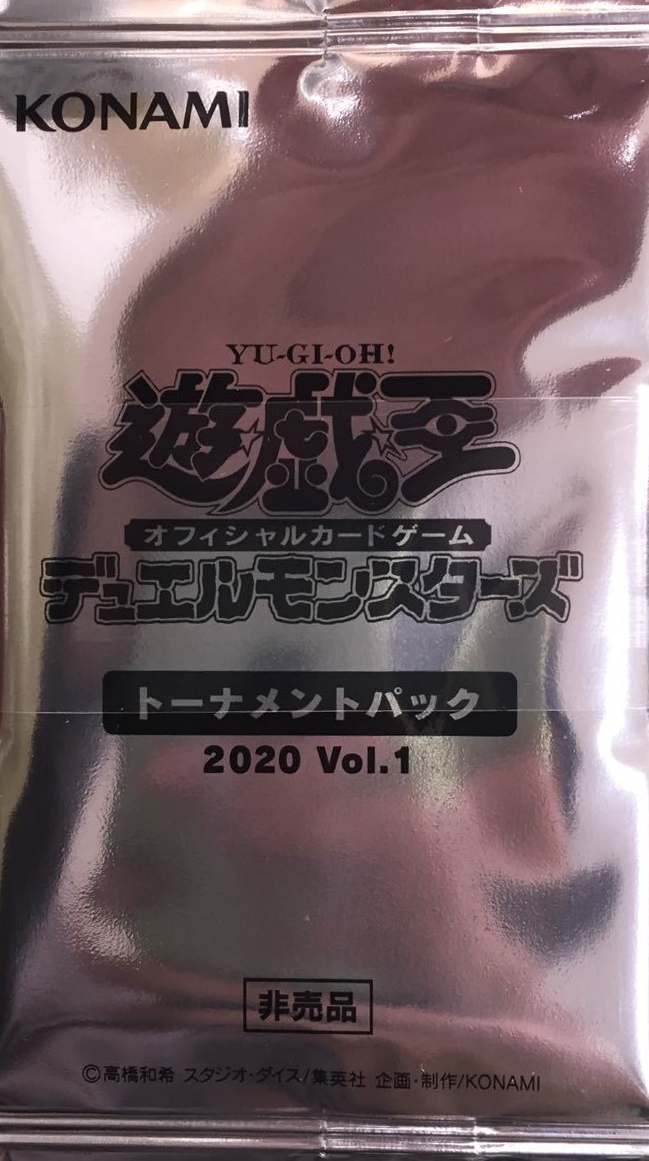 KONAMI
YU-GI-OH!
遊戯王
オフィシャルカードゲーム
デュエルモンスターズ
トーナメントパック
2020 Vol.1
非売品
©高橋和希 スタジオ・ダイス/集英社 企画・制作/KONAMI